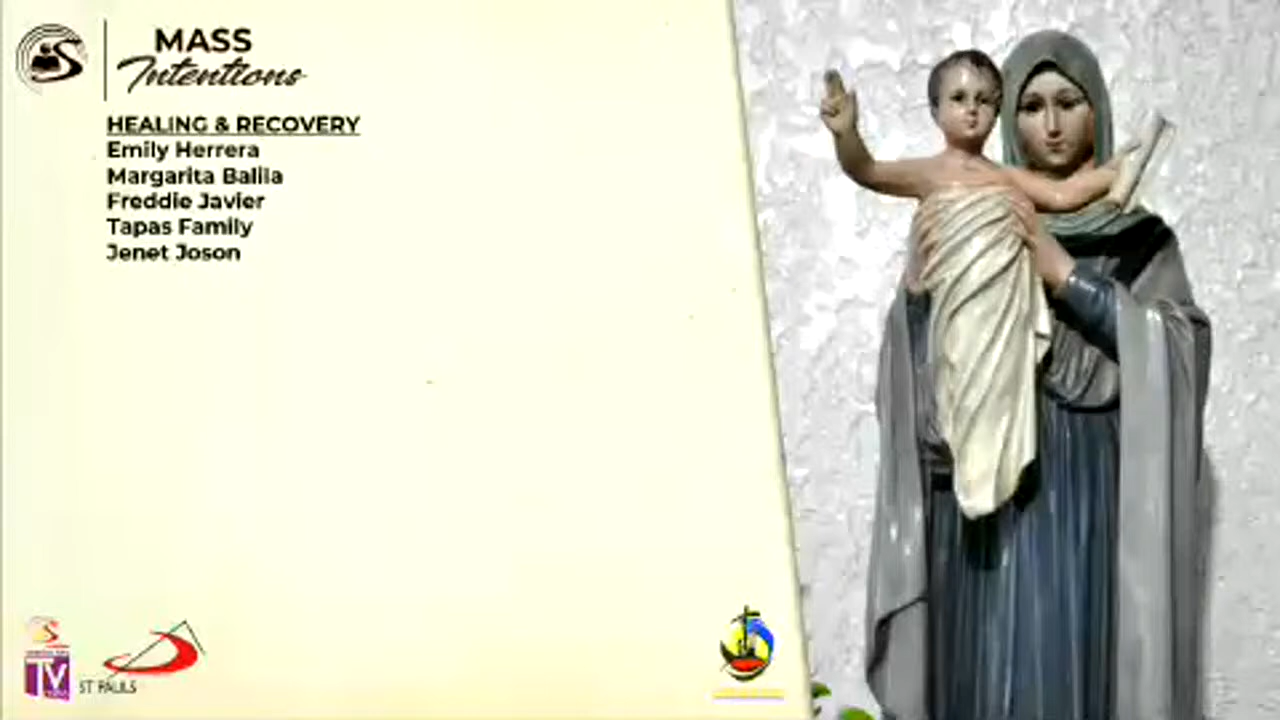 MASS
Intentions
HEALING & RECOVERY
Emily Herrera
Margarita Balila
Freddie Javier
Tapas Family
Jenet Joson
TV
ST PAULS